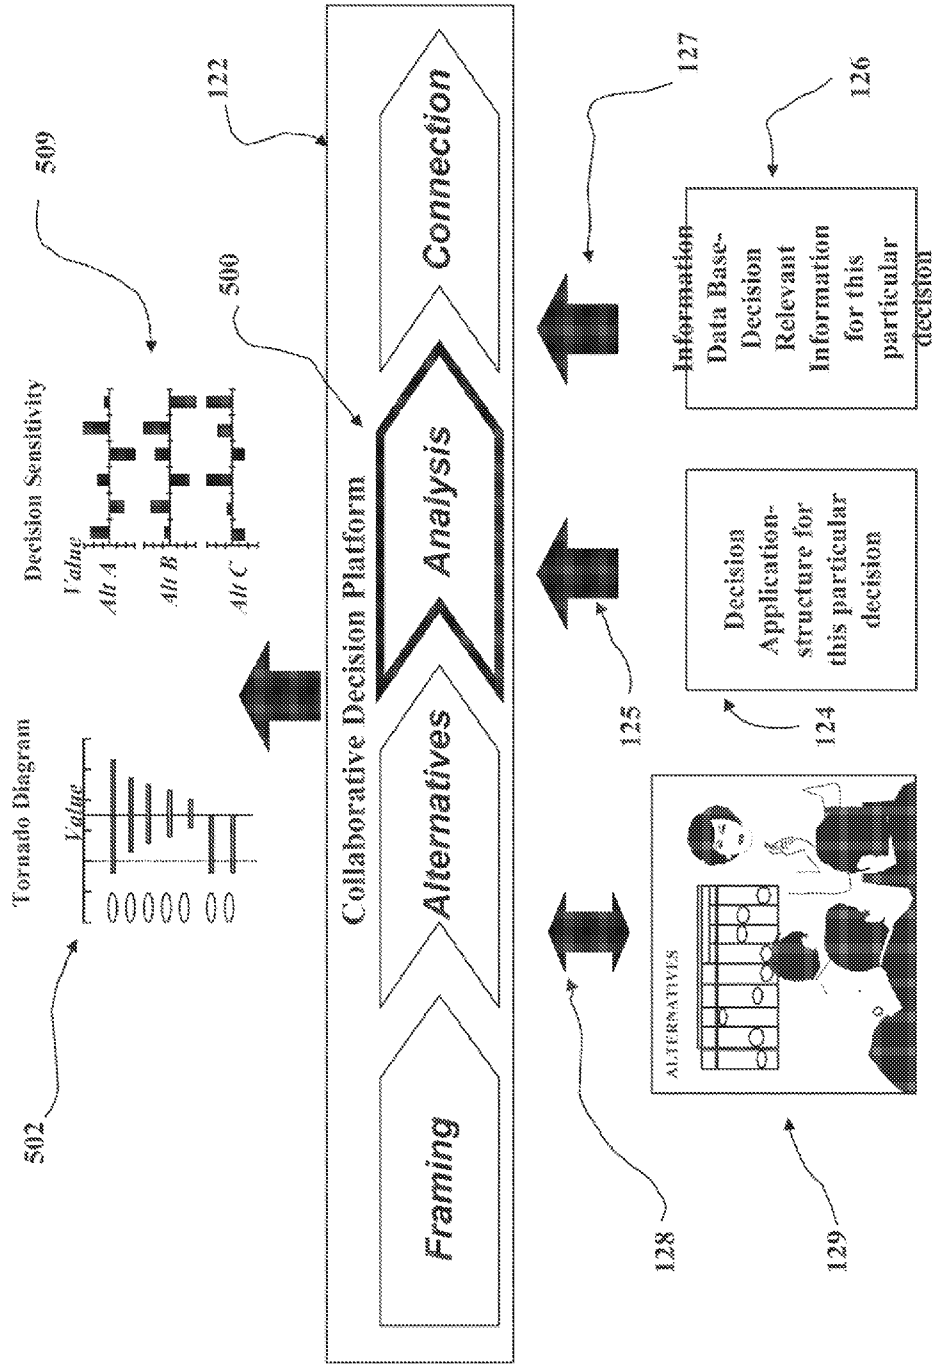 Tornado Diagram
Value
502
Decision Sensitivity
Value
Alt A
Alt B
Alt C
509
122
500
Collaborative Decision Platform
Framing
Alternatives
Analysis
Connection
128
125
127
ALTERNATIVES
129
Decision
Application-
structure for
this particular
decision
124
Information
Data Base-
Decision
Relevant
Information
for this
particular
decision
126